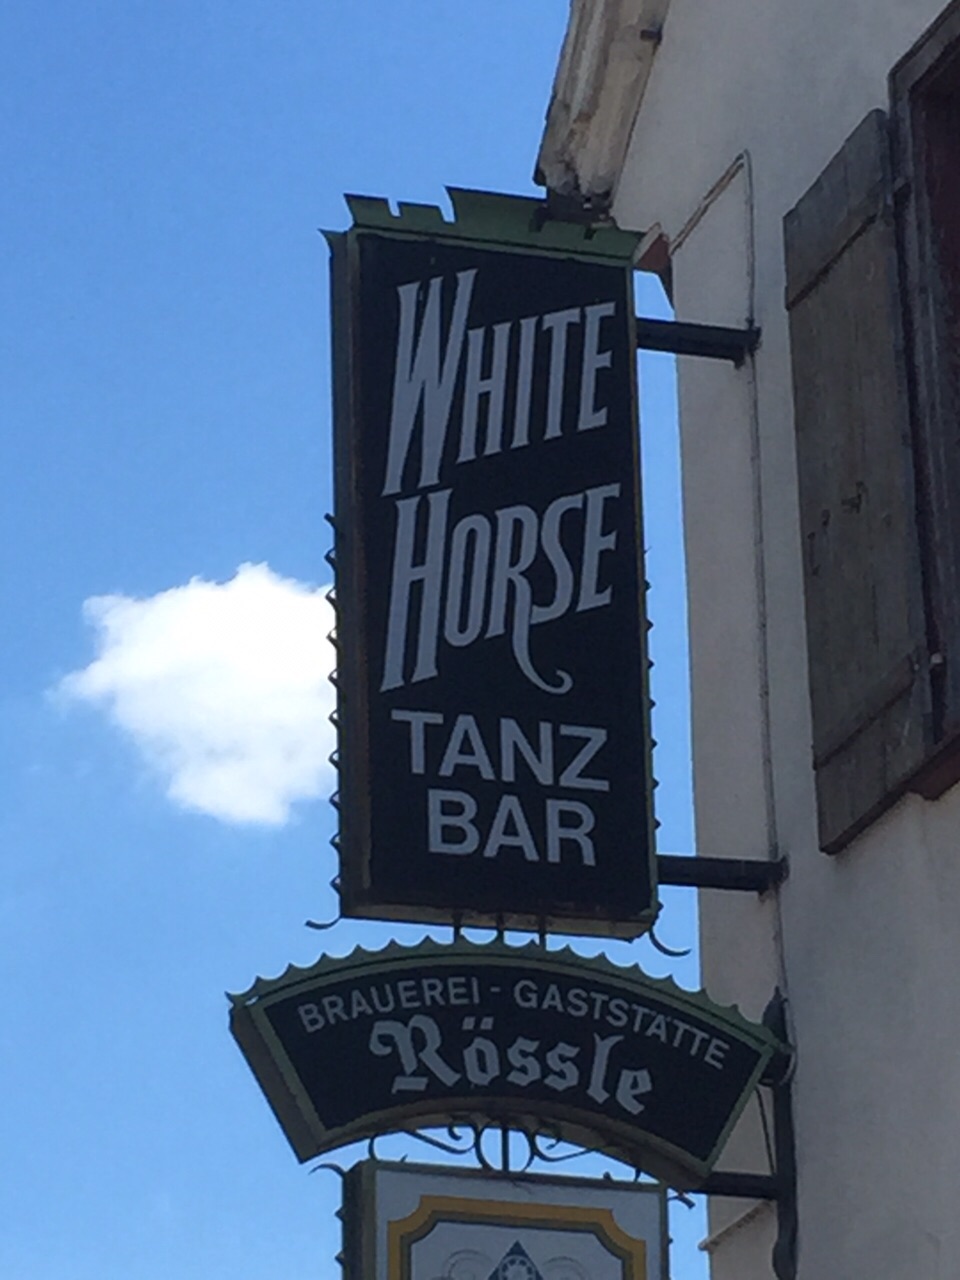 WHITE
HORSE
TANZ
BAR
BRAUEREI - GASTSTÄTTE
Rössle